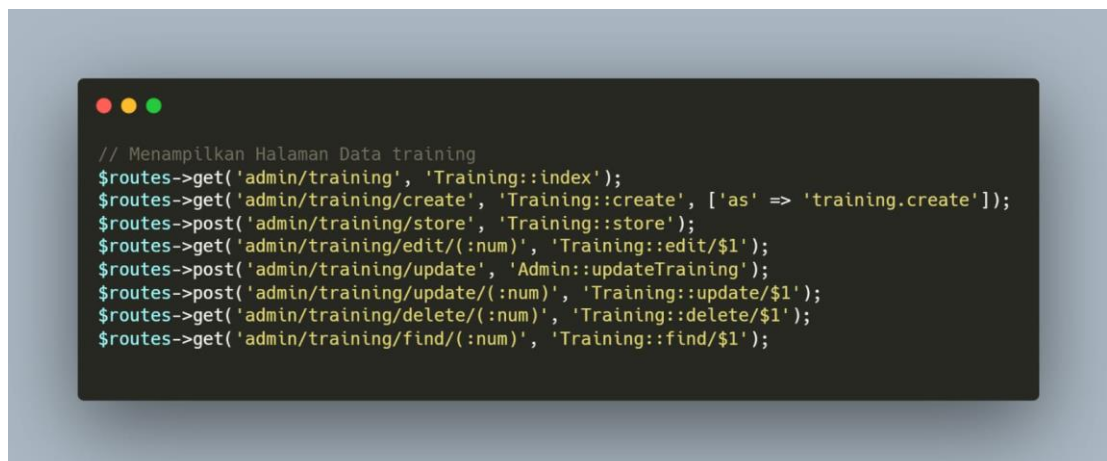 // Menampilkan Halaman Data training
$routes->get('admin/training', 'Training::index');
$routes->get('admin/training/create', 'Training::create', ['as' => 'training.create']);
$routes->post('admin/training/store', 'Training::store');
$routes->get('admin/training/edit/(:num)', 'Training::edit/$1');
$routes->post('admin/training/update', 'Admin::updateTraining');
$routes->post('admin/training/update/(:num)', 'Training::update/$1');
$routes->get('admin/training/delete/(:num)', 'Training::delete/$1');
$routes->get('admin/training/find/(:num)', 'Training::find/$1');